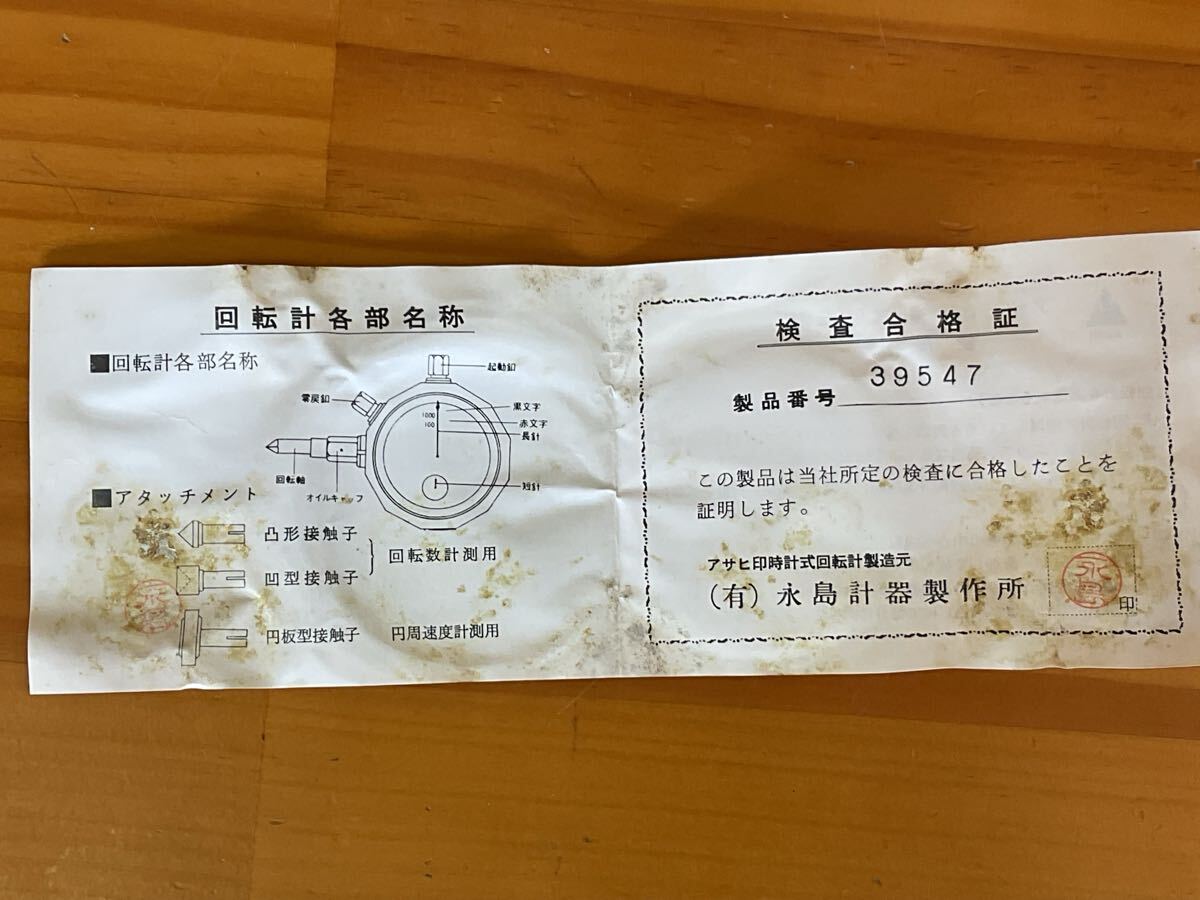 回転計各部名称
■回転計各部名称
起動釦
零戻釦
黒文字
赤文字
長針
1000
100
回転軸
オイルキャップ
短針
■アタッチメント
凸形接触子
凹型接触子
回転数計測用
円板型接触子 円周速度計測用
検査合格証
製品番号 39547
この製品は当社所定の検査に合格したことを
証明します。
アサヒ印時計式回転計製造元
(有)永島計器製作所
永島
印